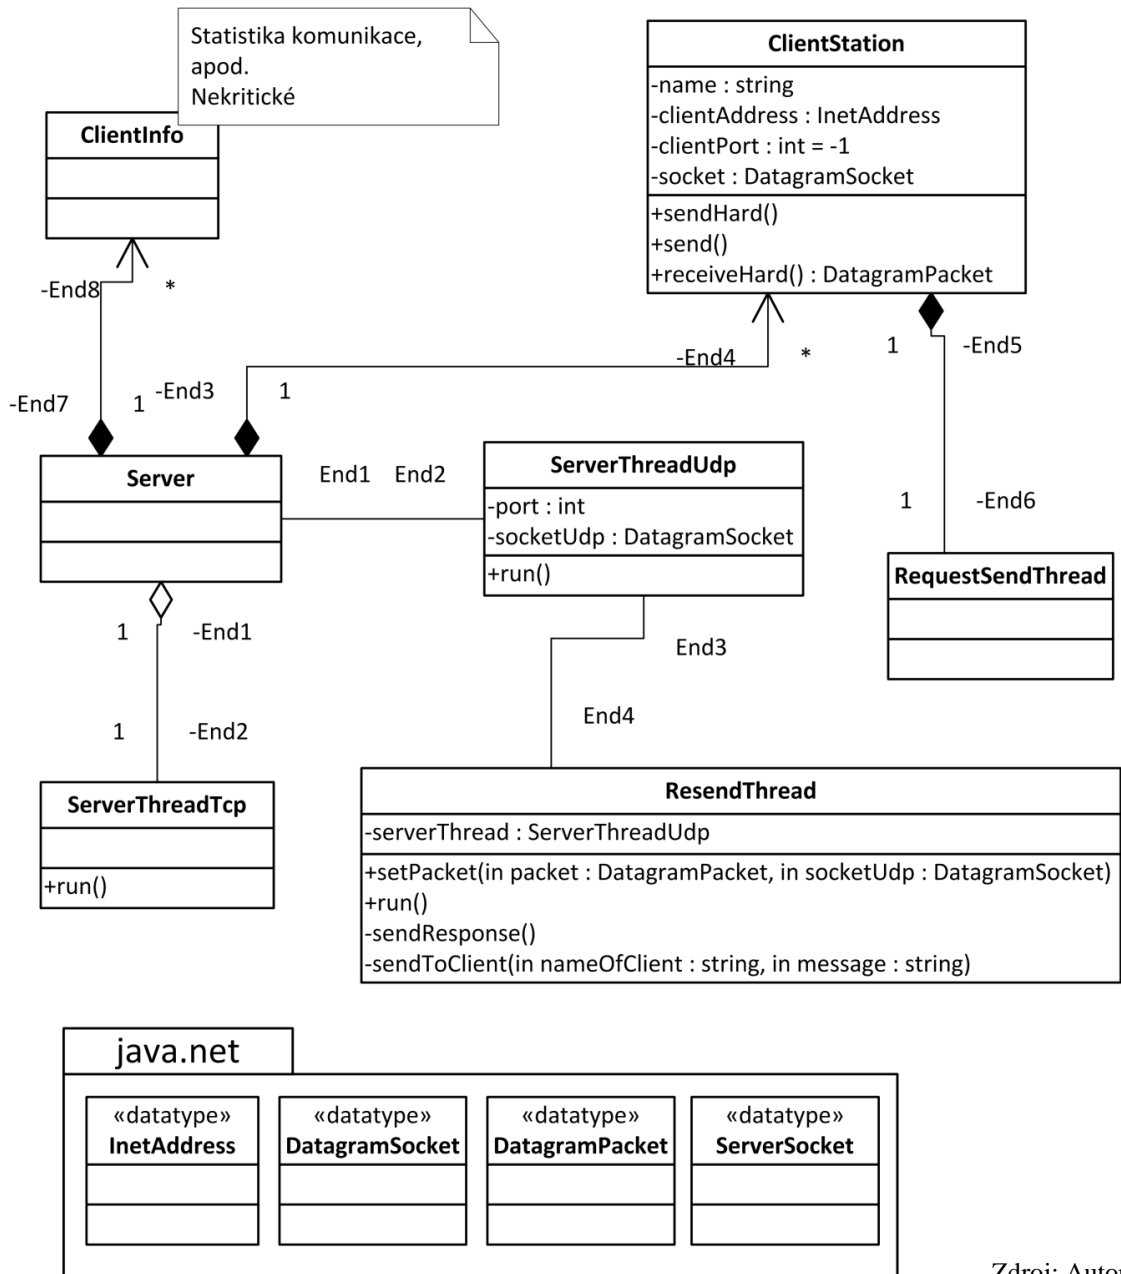 Statistika komunikace,
apod.
Nekritické
ClientInfo
ClientStation
-name : string
-clientAddress : InetAddress
-clientPort : int = -1
-socket : DatagramSocket
+sendHard()
+send()
+receiveHard() : DatagramPacket
-End8
*
-End4
*
1
-End5
-End7
1
-End3
1
Server
End1
End2
ServerThreadUdp
-port : int
-socketUdp : DatagramSocket
+run()
1
-End6
RequestSendThread
1
-End1
End3
End4
1
-End2
ServerThreadTcp
+run()
ResendThread
-serverThread : ServerThreadUdp
+setPacket(in packet : DatagramPacket, in socketUdp : DatagramSocket)
+run()
-sendResponse()
-sendToClient(in nameOfClient : string, in message : string)
java.net
«datatype»
InetAddress
«datatype»
DatagramSocket
«datatype»
DatagramPacket
«datatype»
ServerSocket
Zdroj: Autor